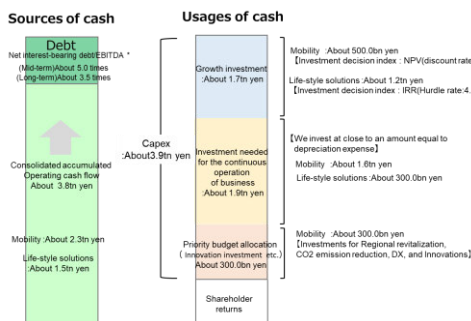 Sources of cash
Debt
Net interest-bearing debt/EBITDA *
(Mid-term)About 5.0 times
(Long-term)About 3.5 times
Consolidated accumulated
Operating cash flow
About 3.8tn yen
Mobility :About 2.3tn yen
Life-style solutions
:About 1.5tn yen
Usages of cash
Capex
:About3.9tn yen
Growth investment
:About 1.7tn yen
Investment needed
for the continuous
operation
of business
:About 1.9tn yen
Priority budget allocation
( Innovation investment etc.)
About 300.0bn yen
Shareholder
returns
Mobility :About 500.0bn yen
【Investment decision index : NPV(discount rate
Life-style solutions :About 1.2tn yen
【Investment decision index : IRR(Hurdle rate:4.
【We invest at close to an amount equal to
depreciation expense】
Mobility :About 1.6tn yen
Life-style solutions :About 300.0bn yen
Mobility :About 300.0bn yen
【Investments for Regional revitalization,
CO2 emission reduction, DX, and Innovations】